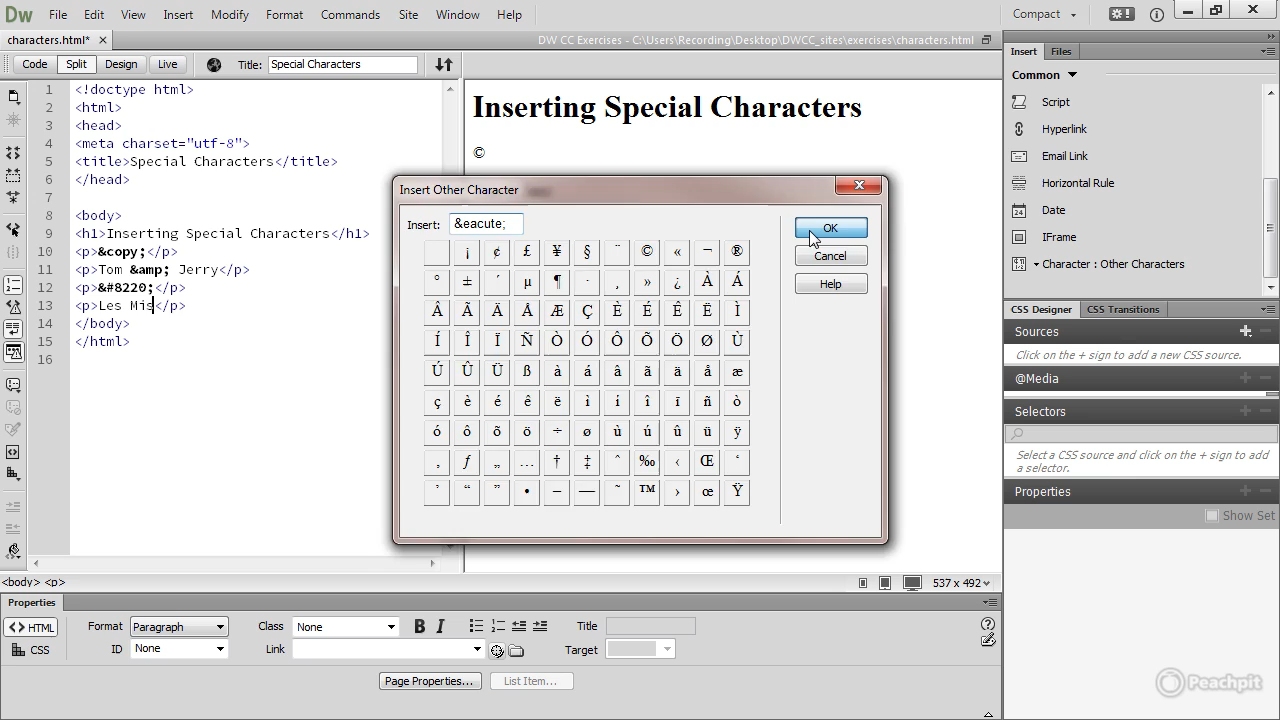 Dw File Edit View Insert Modify Format Commands Site Window Help Compact
characters.html* DW CC Exercises - C:\Users\Recording\Desktop\DWCC_sites\exercises\characters.html
Code Split Design Live Title: Special Characters
1 <!doctype html>
2 <html>
3 <head>
4 <meta charset="utf-8">
5 <title>Special Characters</title>
6 </head>
7
8 <body>
9 <h1>Inserting Special Characters</h1>
10 <p>&copy;</p>
11 <p>Tom &amp; Jerry</p>
12 <p>&#8220;</p>
13 <p>Les Mis</p>
14 </body>
15 </html>
16
Inserting Special Characters
©
Insert Other Character
Insert: &eacute;
OK
Cancel
Help
¡ ¢ £ ¥ § ¨ © « ¬ ®
° ± ´ µ ¶ · ¸ » ¿ À Á
Â Ã Ä Å Æ Ç È É Ê Ë Ì
Í Î Ï Ñ Ò Ó Ô Õ Ö Ø Ù
Ú Û Ü ß à á â ã ä å æ
ç è é ê ë ì í î ï ñ ò
ó ô õ ö ÷ ø ù ú û ü ÿ
‚ ƒ „ … † ‡ ˆ ‰ ‹ Œ ‘
’ “ ” • – — ˜ ™ › œ Ÿ
Insert Files
Common
Script
Hyperlink
Email Link
Horizontal Rule
Date
IFrame
Character : Other Characters
CSS Designer CSS Transitions
Sources
Click on the + sign to add a new CSS source.
@Media
Selectors
Select a CSS source and click on the + sign to add
a selector.
Properties
Show Set
<body> <p> 537 x 492
Properties
<> HTML Format Paragraph Class None B I Title
CSS ID None Link Target
Page Properties... List Item...
Peachpit